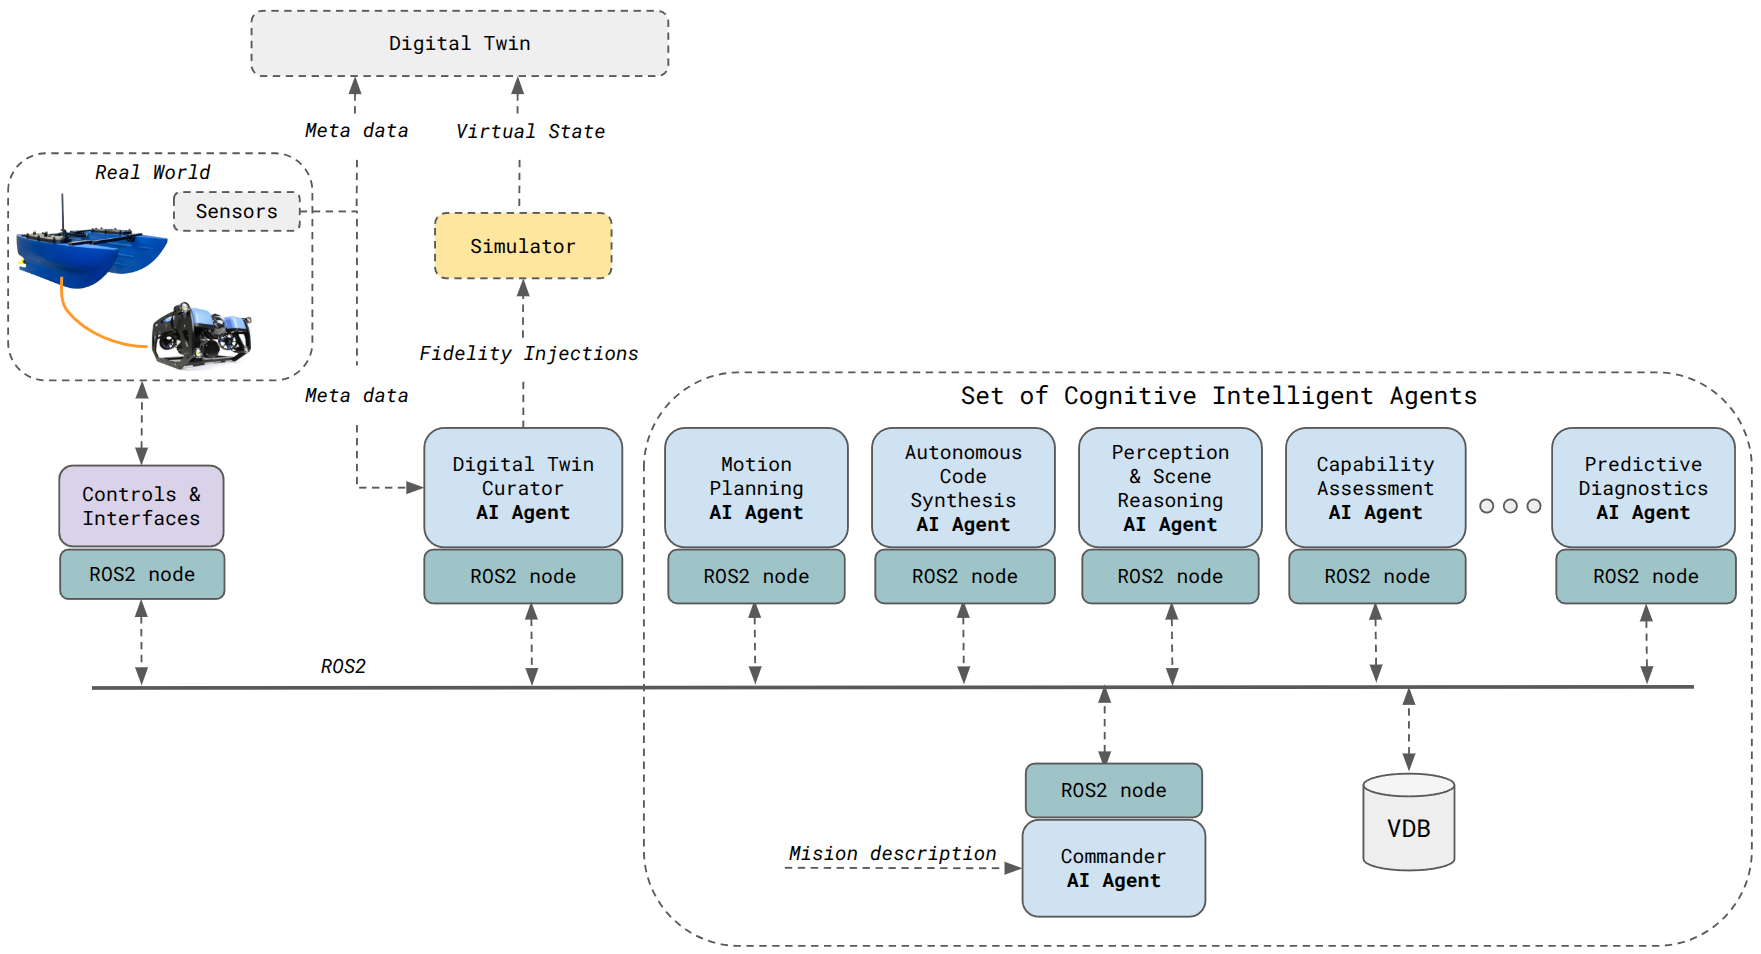 Digital Twin
Meta data
Virtual State
Real World
Sensors
Simulator
Fidelity Injections
Meta data
Set of Cognitive Intelligent Agents
Controls &
Interfaces
ROS2 node
Digital Twin
Curator
AI Agent
ROS2 node
Motion
Planning
AI Agent
ROS2 node
Autonomous
Code
Synthesis
AI Agent
ROS2 node
Perception
& Scene
Reasoning
AI Agent
ROS2 node
Capability
Assessment
AI Agent
ROS2 node
Predictive
Diagnostics
AI Agent
ROS2 node
ROS2
ROS2 node
Mision description
Commander
AI Agent
VDB